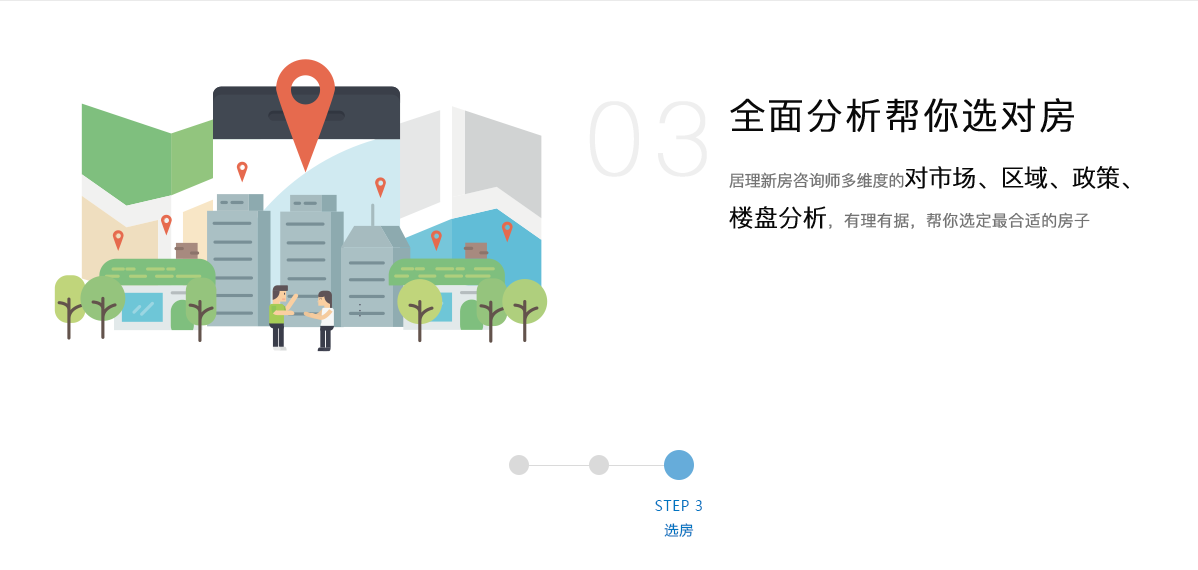 03
全面分析帮你选对房
居理新房咨询师多维度的对市场、区域、政策、
楼盘分析，有理有据，帮你选定最合适的房子
STEP 3
选房